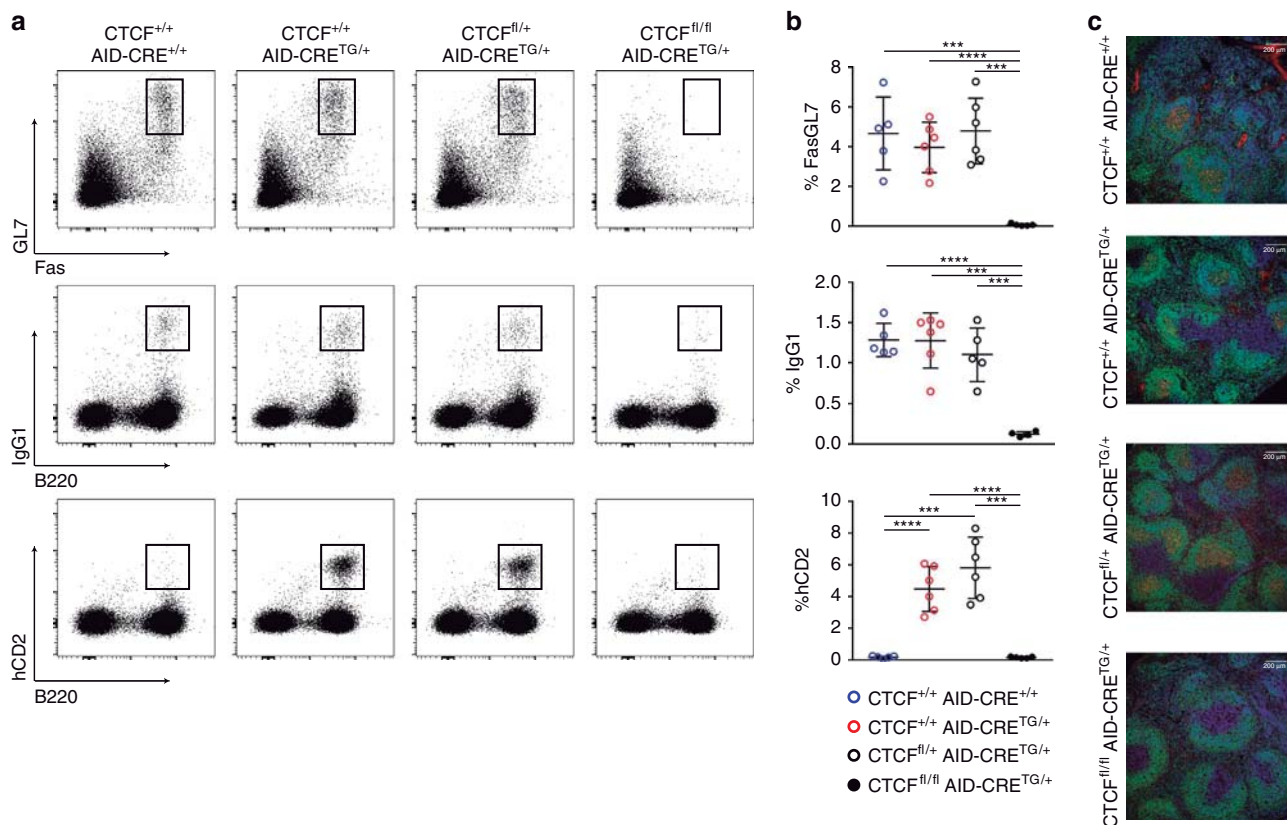 a
CTCF+/+
AID-CRE+/+
CTCF+/+
AID-CRETG/+
CTCFfl/+
AID-CRETG/+
CTCFfl/fl
AID-CRETG/+
GL7
Fas
IgG1
B220
hCD2
B220
b
***
****
***
% FasGL7
8
6
4
2
0
****
***
***
% IgG1
2.0
1.5
1.0
0.5
0.0
****
***
***
****
%hCD2
10
8
6
4
2
0
CTCF+/+ AID-CRE+/+
CTCF+/+ AID-CRETG/+
CTCFfl/+ AID-CRETG/+
CTCFfl/fl AID-CRETG/+
c
CTCF+/+ AID-CRE+/+
200 µm
CTCF+/+ AID-CRETG/+
200 µm
CTCFfl/+ AID-CRETG/+
200 µm
CTCFfl/fl AID-CRETG/+
200 µm